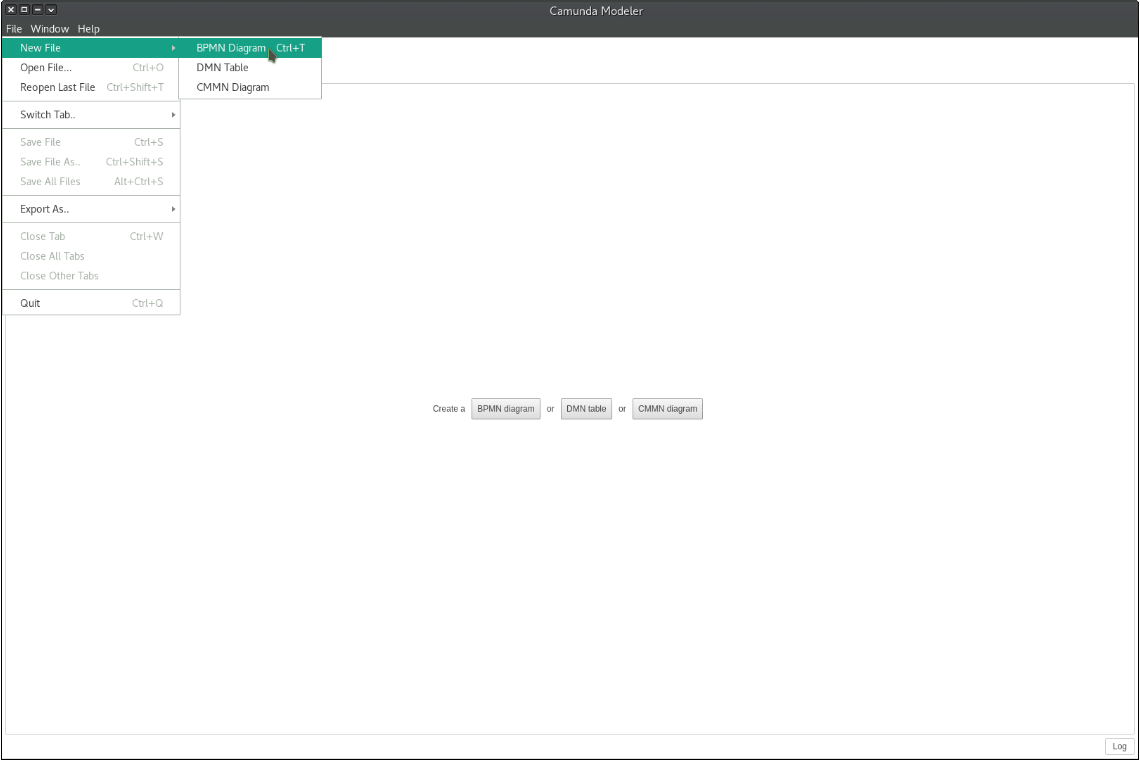 Camunda Modeler
File Window Help
New File
BPMN Diagram Ctrl+T
Open File... Ctrl+O
DMN Table
Reopen Last File Ctrl+Shift+T
CMMN Diagram
Switch Tab..
Save File Ctrl+S
Save File As.. Ctrl+Shift+S
Save All Files Alt+Ctrl+S
Export As..
Close Tab Ctrl+W
Close All Tabs
Close Other Tabs
Quit Ctrl+Q
Create a BPMN diagram or DMN table or CMMN diagram
Log